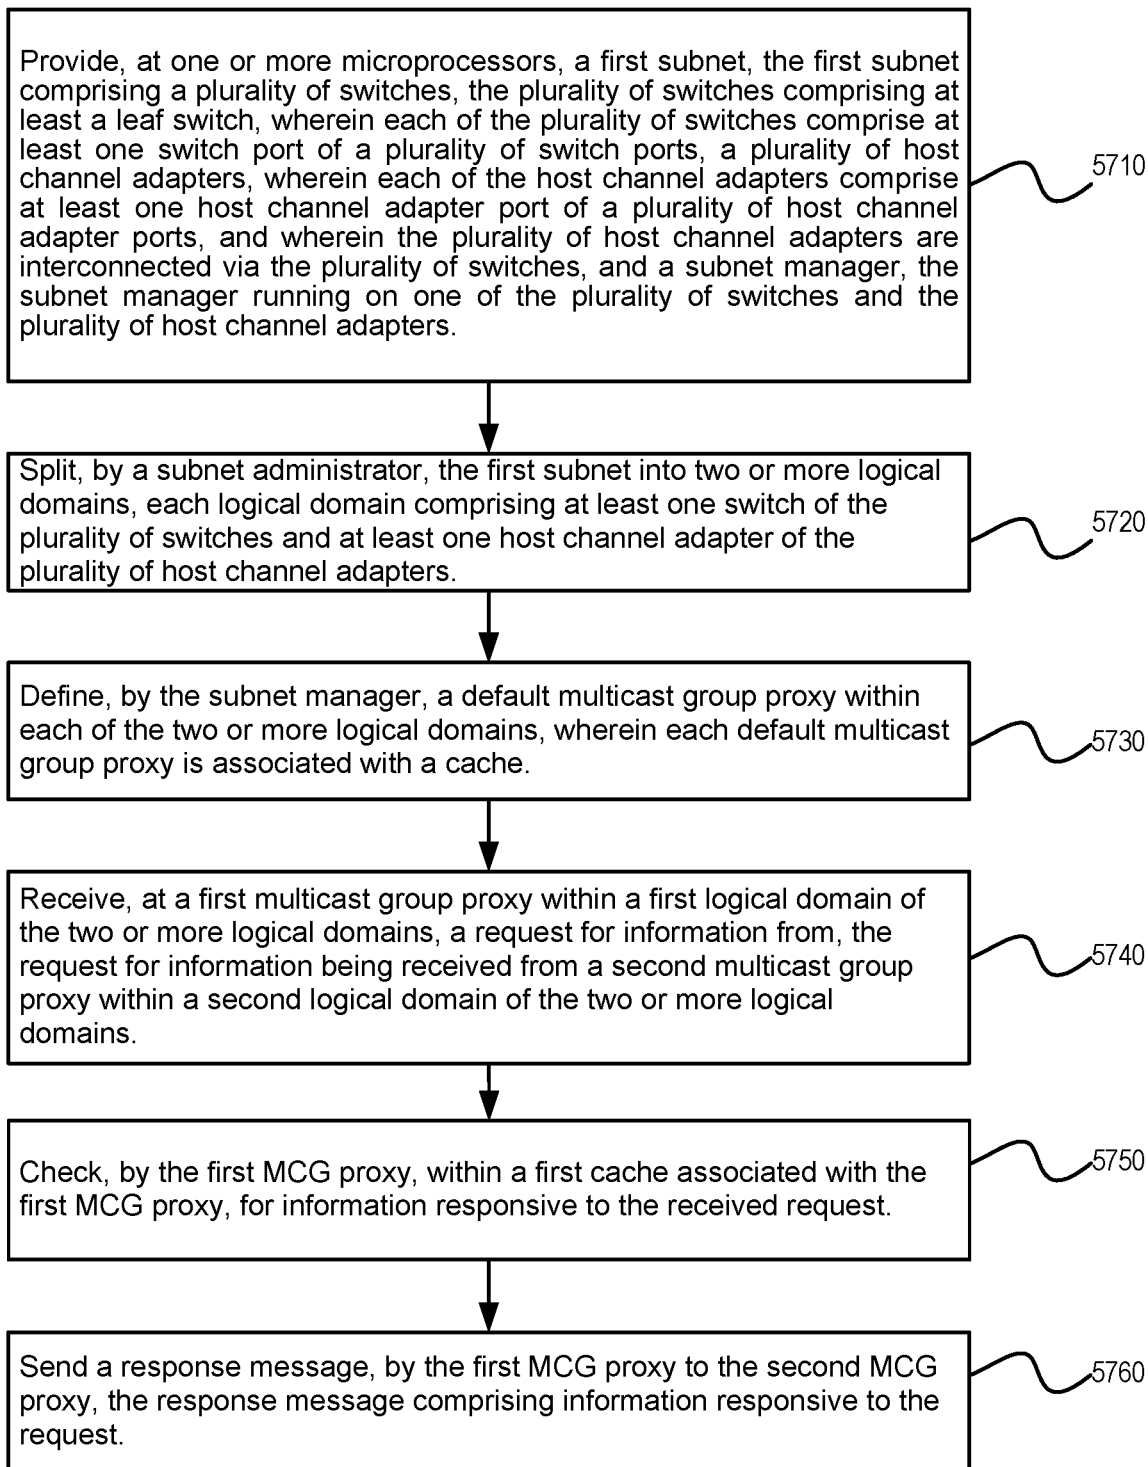 Provide, at one or more microprocessors, a first subnet, the first subnet
comprising a plurality of switches, the plurality of switches comprising at
least a leaf switch, wherein each of the plurality of switches comprise at
least one switch port of a plurality of switch ports, a plurality of host
channel adapters, wherein each of the host channel adapters comprise
at least one host channel adapter port of a plurality of host channel
adapter ports, and wherein the plurality of host channel adapters are
interconnected via the plurality of switches, and a subnet manager, the
subnet manager running on one of the plurality of switches and the
plurality of host channel adapters.
5710
Split, by a subnet administrator, the first subnet into two or more logical
domains, each logical domain comprising at least one switch of the
plurality of switches and at least one host channel adapter of the
plurality of host channel adapters.
5720
Define, by the subnet manager, a default multicast group proxy within
each of the two or more logical domains, wherein each default multicast
group proxy is associated with a cache.
5730
Receive, at a first multicast group proxy within a first logical domain of
the two or more logical domains, a request for information from, the
request for information being received from a second multicast group
proxy within a second logical domain of the two or more logical
domains.
5740
Check, by the first MCG proxy, within a first cache associated with the
first MCG proxy, for information responsive to the received request.
5750
Send a response message, by the first MCG proxy to the second MCG
proxy, the response message comprising information responsive to the
request.
5760